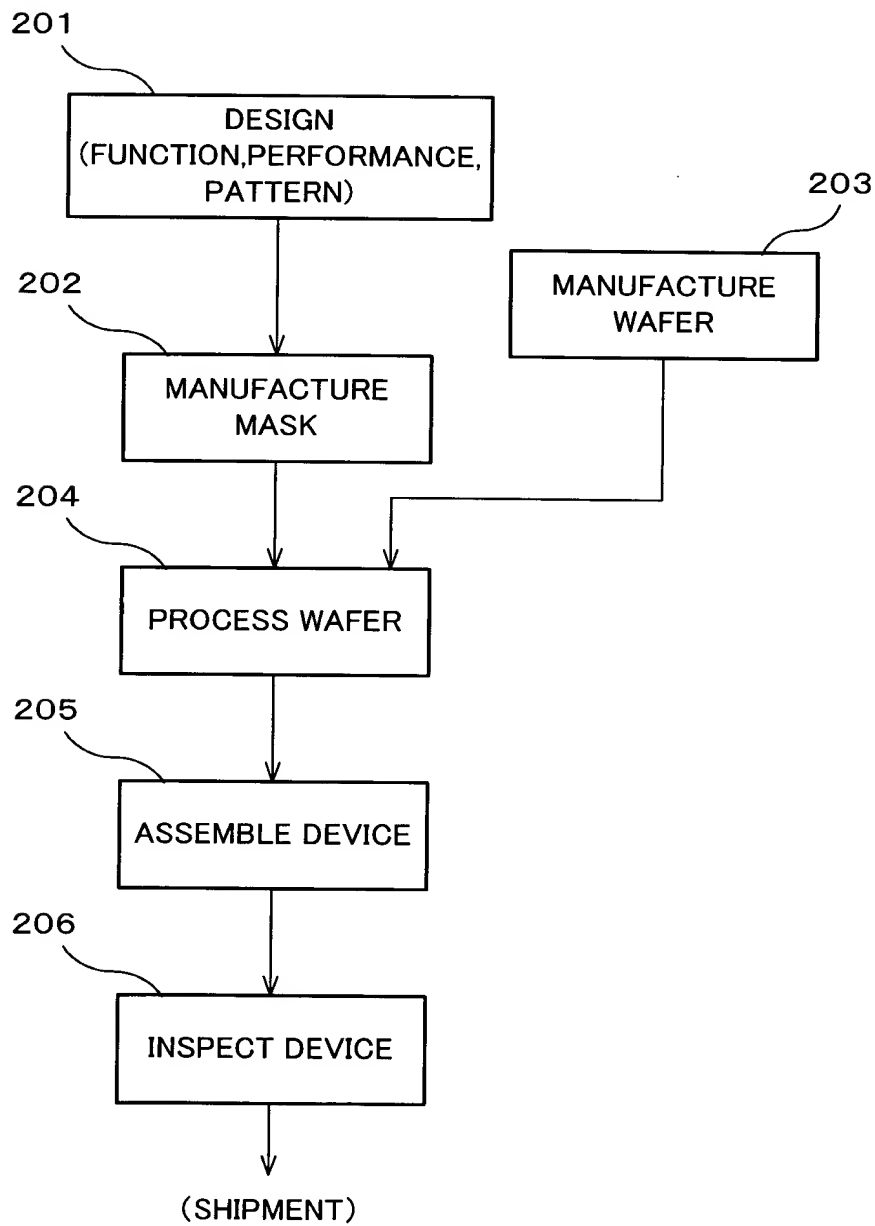 201
DESIGN
(FUNCTION,PERFORMANCE,
PATTERN)
203
MANUFACTURE
WAFER
202
MANUFACTURE
MASK
204
PROCESS WAFER
205
ASSEMBLE DEVICE
206
INSPECT DEVICE
(SHIPMENT)